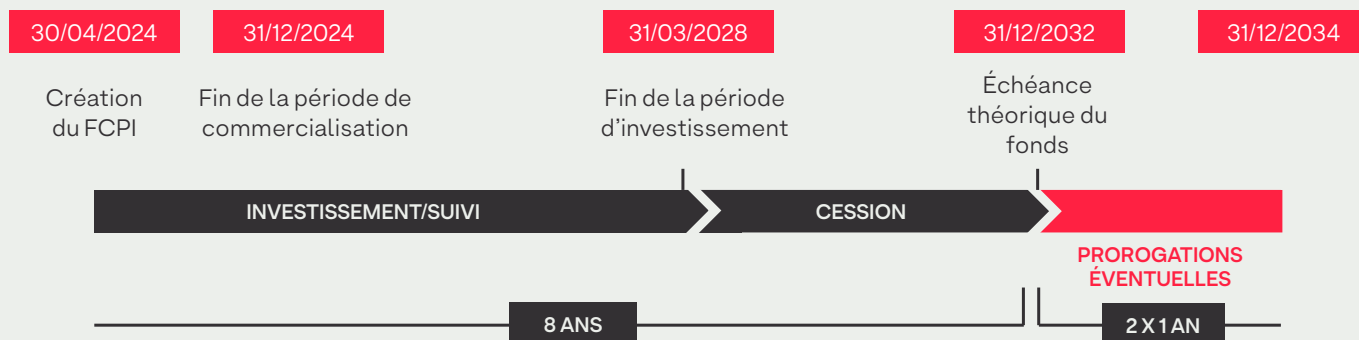 30/04/2024
31/12/2024
31/03/2028
31/12/2032
31/12/2034
Création
du FCPI
Fin de la période de
commercialisation
Fin de la période
d’investissement
Échéance
théorique du
fonds
INVESTISSEMENT/SUIVI
CESSION
PROROGATIONS
ÉVENTUELLES
8 ANS
2 X 1 AN